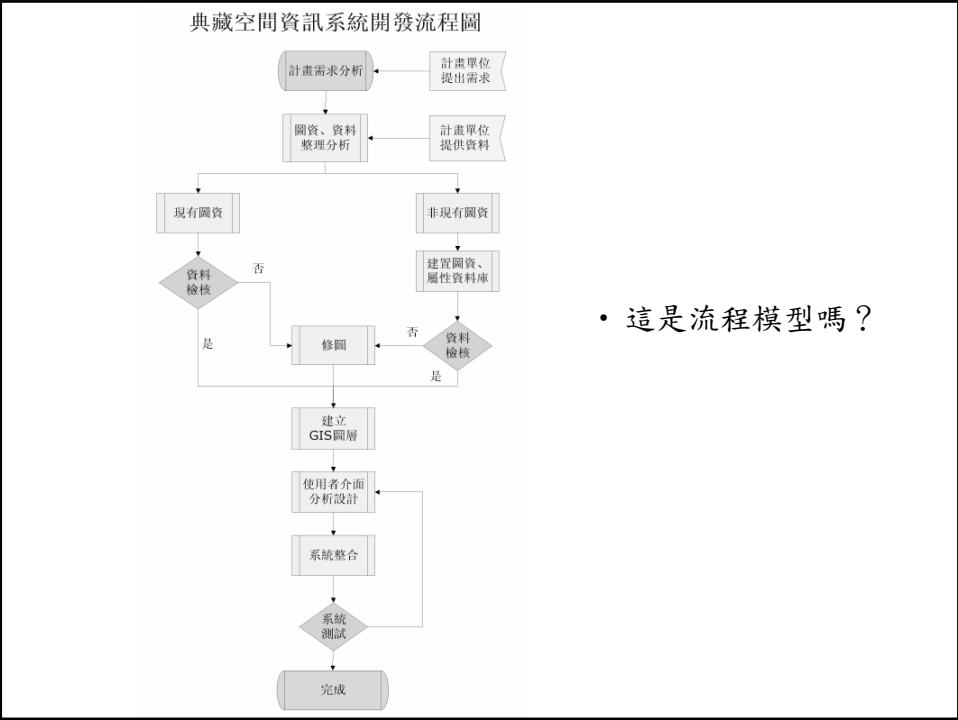 典藏空間資訊系統開發流程圖
計畫需求分析
計畫單位
提出需求
圖資、資料
整理分析
計畫單位
提供資料
現有圖資
非現有圖資
建置圖資、
屬性資料庫
資料
檢核
否
是
修圖
否
資料
檢核
是
建立
GIS圖層
使用者介面
分析設計
系統整合
系統
測試
完成
• 這是流程模型嗎？